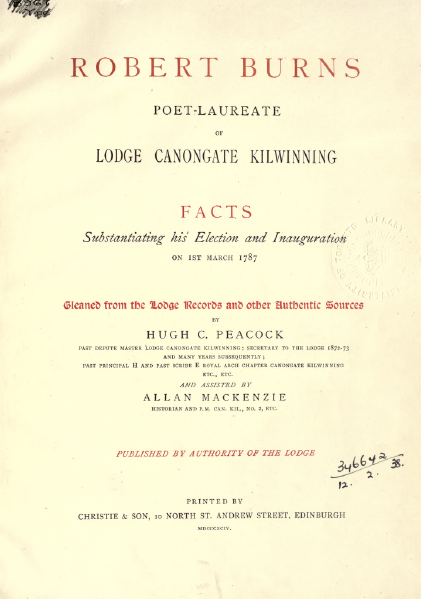 ROBERT BURNS
POET-LAUREATE
OF
LODGE CANONGATE KILWINNING
FACTS
Substantiating his Election and Inauguration
ON 1ST MARCH 1787
Gleaned from the Lodge Records and other Authentic Sources
BY
HUGH C. PEACOCK
PAST DEPUTE MASTER LODGE CANONGATE KILWINNING; SECRETARY TO THE LODGE 1872-73
AND MANY YEARS SUBSEQUENTLY;
PAST PRINCIPAL H AND PAST SCRIBE E ROYAL ARCH CHAPTER CANONGATE KILWINNING
ETC., ETC.
AND ASSISTED BY
ALLAN MACKENZIE
HISTORIAN AND P.M. CAN. KIL., NO. 2, ETC.
PUBLISHED BY AUTHORITY OF THE LODGE
346642
12. 2. 38.
PRINTED BY
CHRISTIE & SON, 10 NORTH ST. ANDREW STREET, EDINBURGH
MDCCCXCIV.